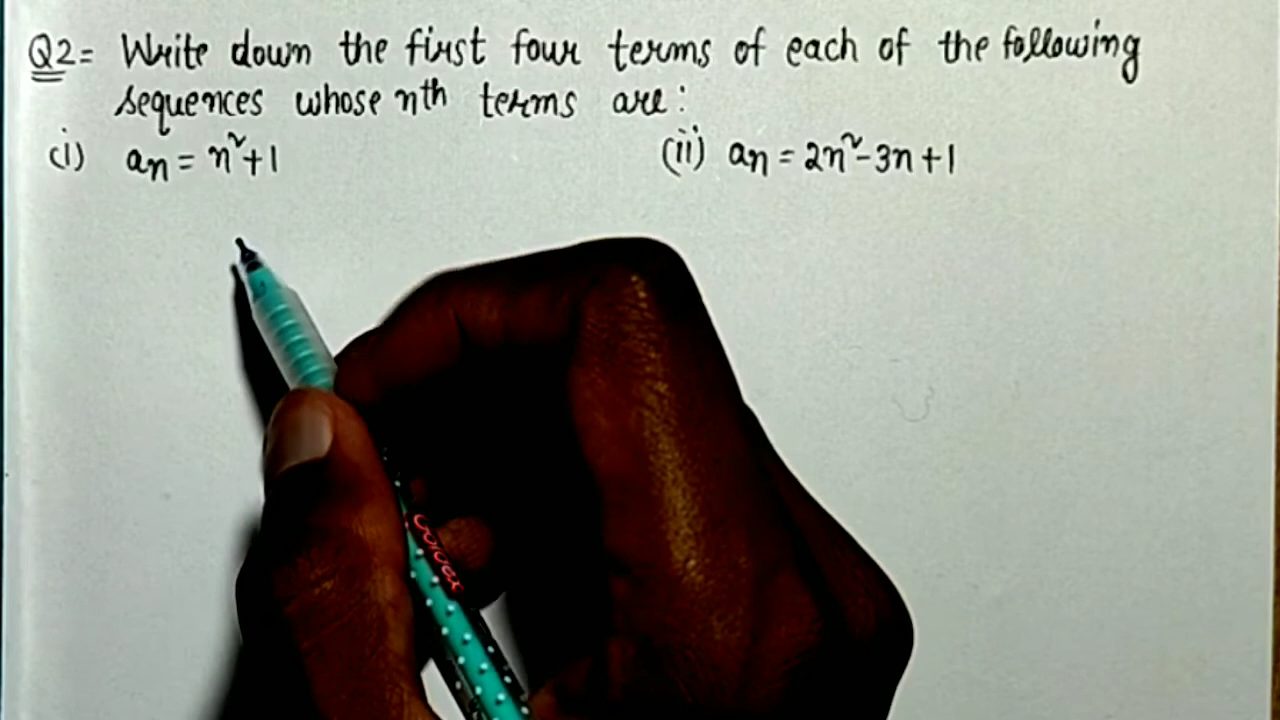 Q2= Write down the first four terms of each of the following
sequences whose nth terms are:
(i) an = n²+1 (ii) an = 2n²-3n+1